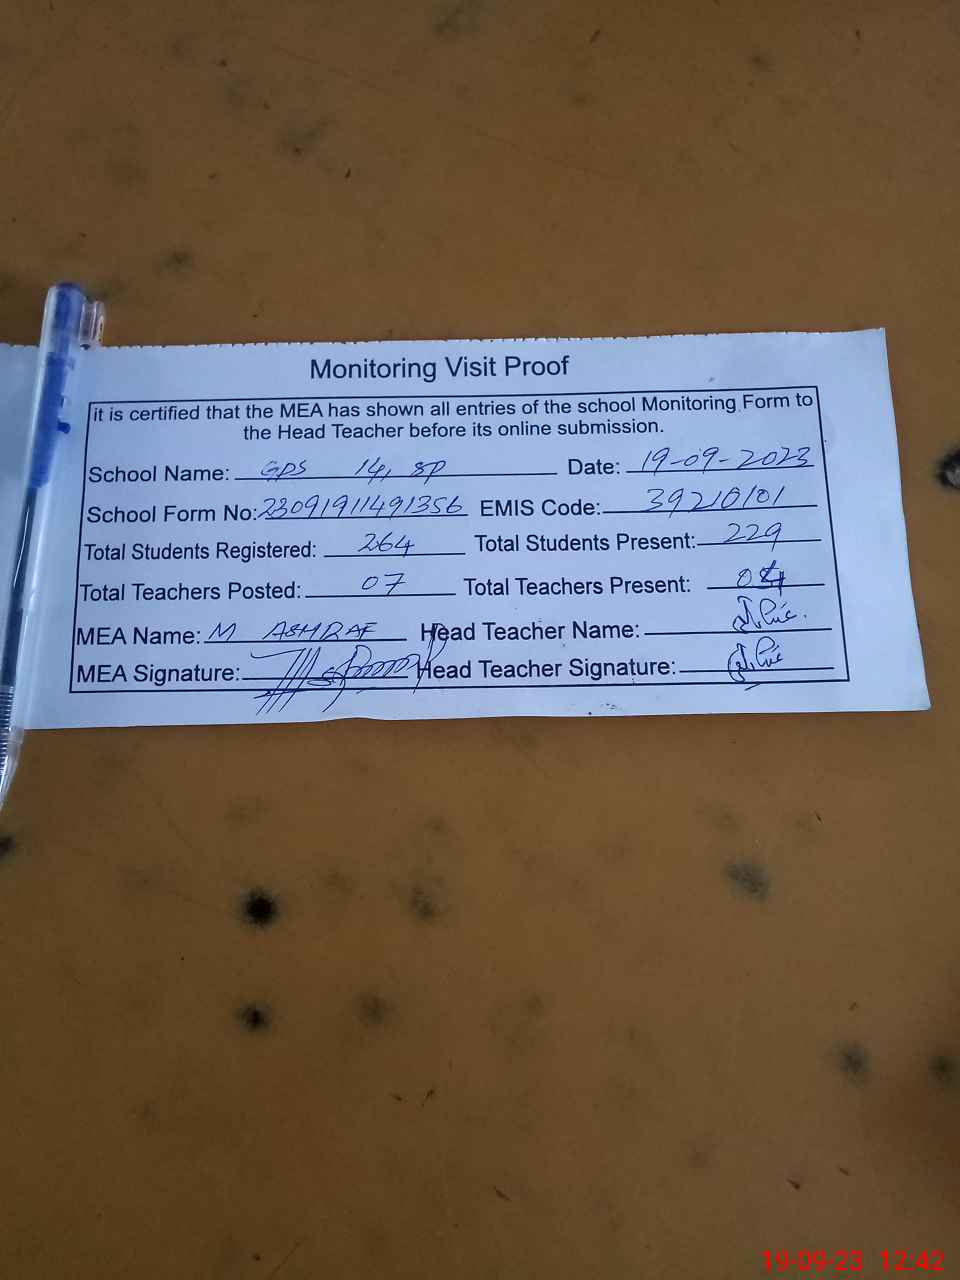 Monitoring Visit Proof
it is certified that the MEA has shown all entries of the school Monitoring Form to
the Head Teacher before its online submission.
School Name: GPS 14, SP Date: 19-09-2023
School Form No: 23091911491356 EMIS Code: 39210101
Total Students Registered: 264 Total Students Present: 229
Total Teachers Posted: 07 Total Teachers Present: 04
MEA Name: M ASHRAF Head Teacher Name:
MEA Signature: Head Teacher Signature:
19-09-23 12:42